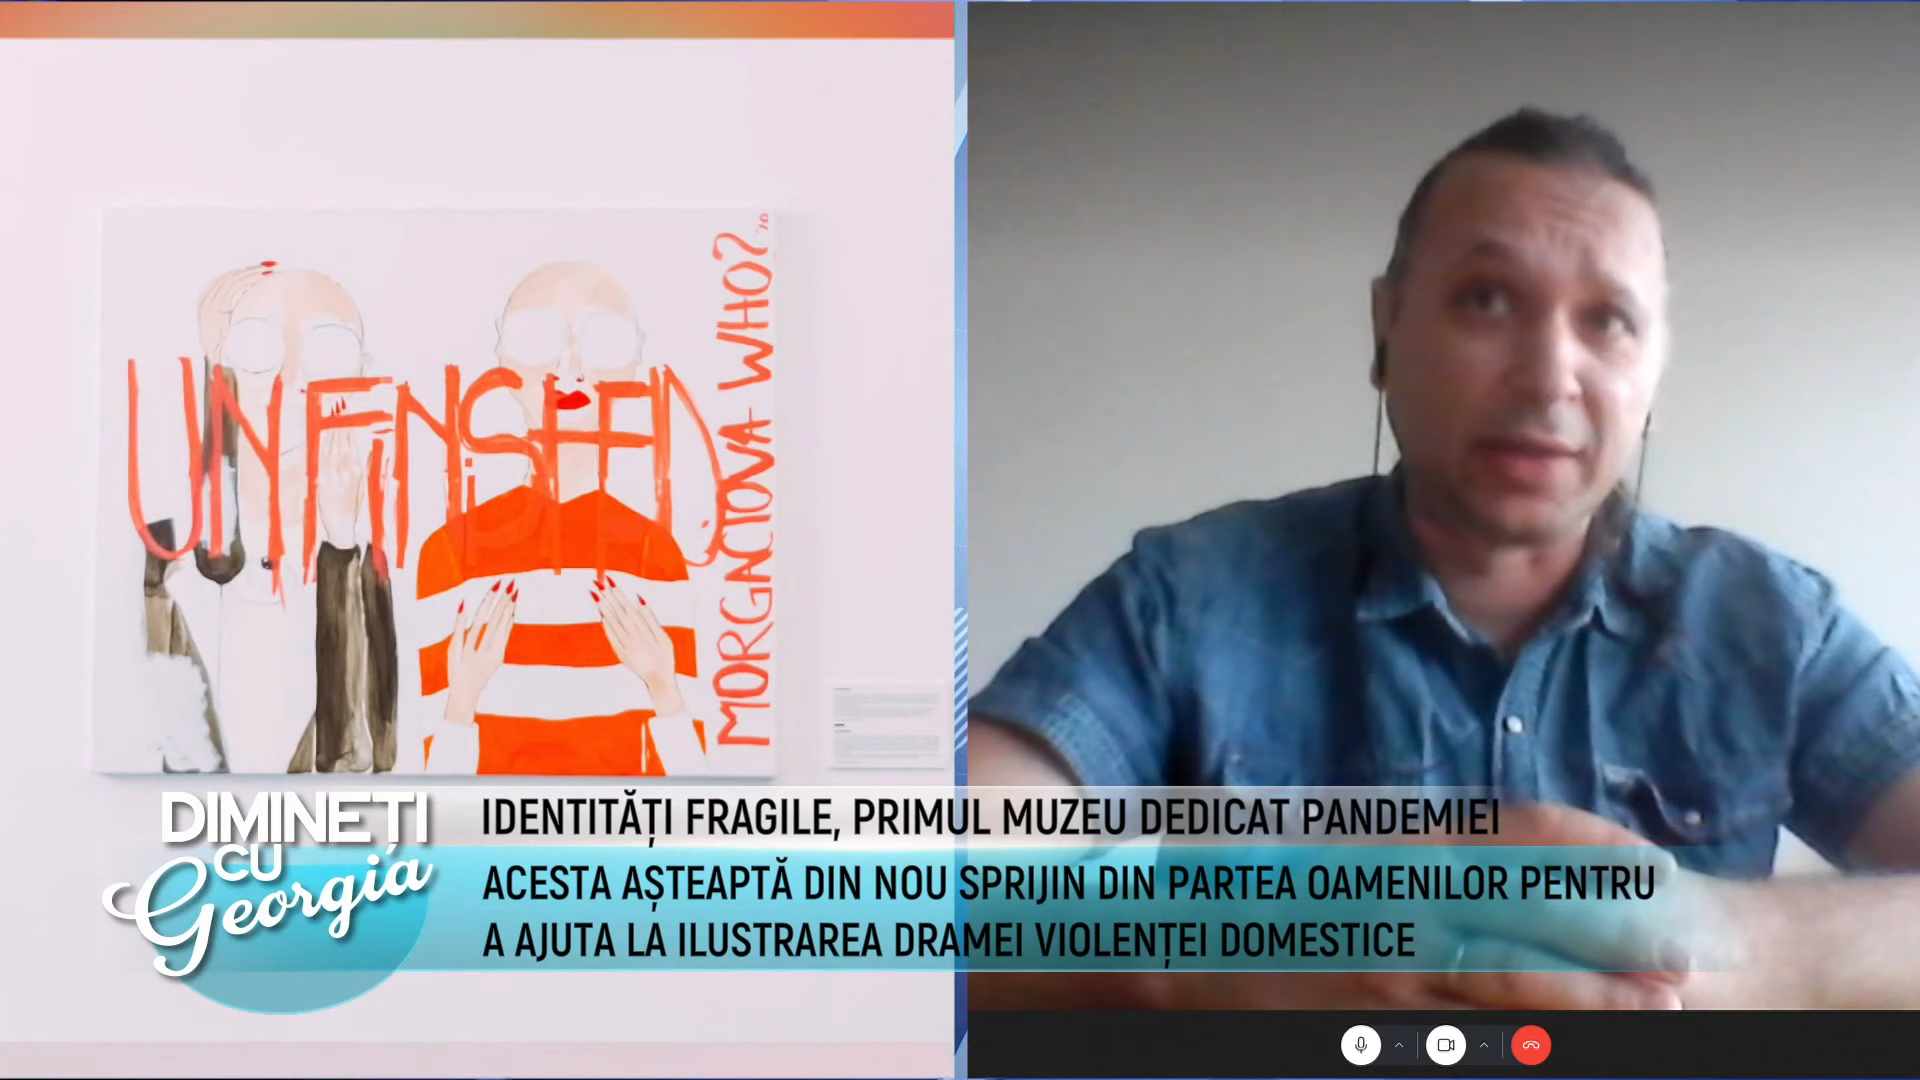 UNFiNiSHED
MORGACTOVA WHO?
DIMINEȚI
CU
Georgia
IDENTITĂȚI FRAGILE, PRIMUL MUZEU DEDICAT PANDEMIEI
ACESTA AȘTEAPTĂ DIN NOU SPRIJIN DIN PARTEA OAMENILOR PENTRU
A AJUTA LA ILUSTRAREA DRAMEI VIOLENȚEI DOMESTICE